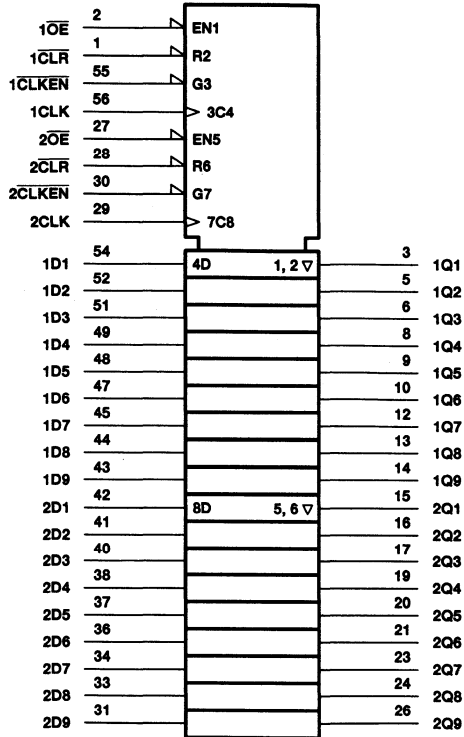 1OE 2 EN1
1CLR 1 R2
1CLKEN 55 G3
1CLK 56 3C4
2OE 27 EN5
2CLR 28 R6
2CLKEN 30 G7
2CLK 29 7C8
1D1 54 4D 1, 2 ▽ 3 1Q1
1D2 52 5 1Q2
1D3 51 6 1Q3
1D4 49 8 1Q4
1D5 48 9 1Q5
1D6 47 10 1Q6
1D7 45 12 1Q7
1D8 44 13 1Q8
1D9 43 14 1Q9
2D1 42 8D 5, 6 ▽ 15 2Q1
2D2 41 16 2Q2
2D3 40 17 2Q3
2D4 38 19 2Q4
2D5 37 20 2Q5
2D6 36 21 2Q6
2D7 34 23 2Q7
2D8 33 24 2Q8
2D9 31 26 2Q9